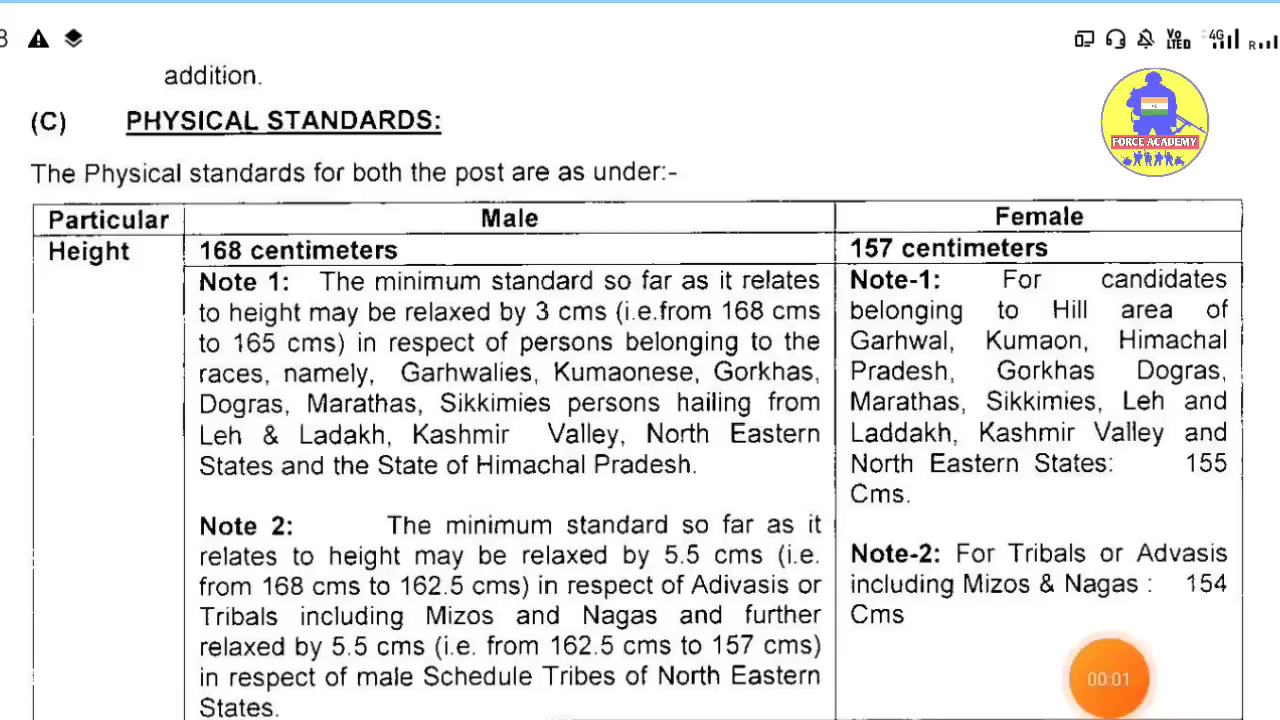 8
Vo
LTED
4G
R
addition.
(C) PHYSICAL STANDARDS:
FORCE ACADEMY
The Physical standards for both the post are as under:-
Particular Male Female
Height 168 centimeters 157 centimeters
Note 1: The minimum standard so far as it relates
to height may be relaxed by 3 cms (i.e.from 168 cms
to 165 cms) in respect of persons belonging to the
races, namely, Garhwalies, Kumaonese, Gorkhas,
Dogras, Marathas, Sikkimies persons hailing from
Leh & Ladakh, Kashmir Valley, North Eastern
States and the State of Himachal Pradesh.
Note 2: The minimum standard so far as it
relates to height may be relaxed by 5.5 cms (i.e.
from 168 cms to 162.5 cms) in respect of Adivasis or
Tribals including Mizos and Nagas and further
relaxed by 5.5 cms (i.e. from 162.5 cms to 157 cms)
in respect of male Schedule Tribes of North Eastern
States.
Note-1: For candidates
belonging to Hill area of
Garhwal, Kumaon, Himachal
Pradesh, Gorkhas Dogras,
Marathas, Sikkimies, Leh and
Laddakh, Kashmir Valley and
North Eastern States: 155
Cms.
Note-2: For Tribals or Advasis
including Mizos & Nagas : 154
Cms
00:01